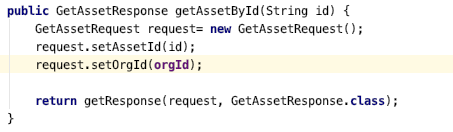 public GetAssetResponse getAssetById(String id) {
    GetAssetRequest request= new GetAssetRequest();
    request.setAssetId(id);
    request.setOrgId(orgId);

    return getResponse(request, GetAssetResponse.class);
}